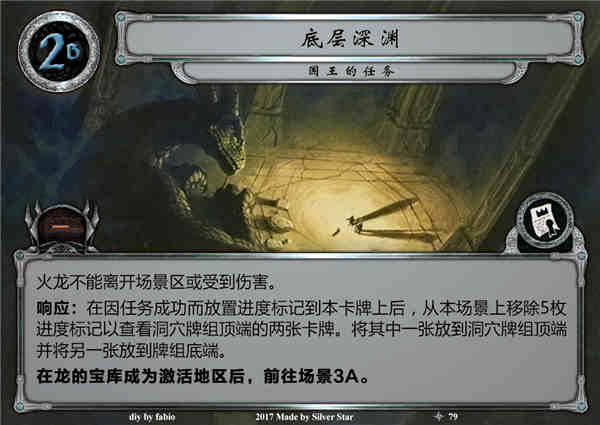 2B
底层深渊
国王的任务
火龙不能离开场景区或受到伤害。
响应：在因任务成功而放置进度标记到本卡牌上后，从本场景上移除5枚
进度标记以查看洞穴牌组顶端的两张卡牌。将其中一张放到洞穴牌组顶端
并将另一张放到牌组底端。
在龙的宝库成为激活地区后，前往场景3A。
diy by fabio 2017 Made by Silver Star 79